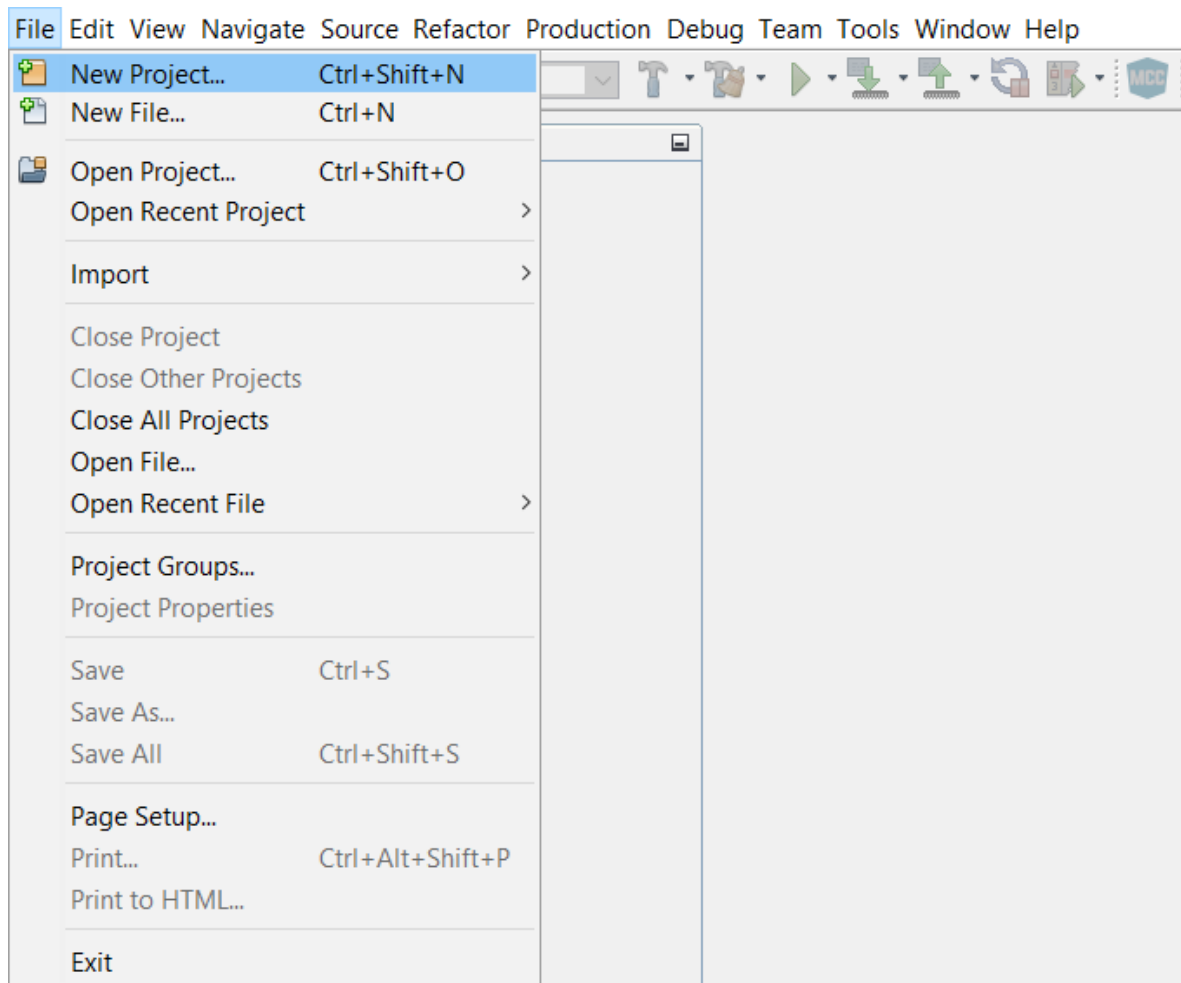 File Edit View Navigate Source Refactor Production Debug Team Tools Window Help
New Project... Ctrl+Shift+N
New File... Ctrl+N
Open Project... Ctrl+Shift+O
Open Recent Project
Import
Close Project
Close Other Projects
Close All Projects
Open File...
Open Recent File
Project Groups...
Project Properties
Save Ctrl+S
Save As...
Save All Ctrl+Shift+S
Page Setup...
Print... Ctrl+Alt+Shift+P
Print to HTML...
Exit
MCC